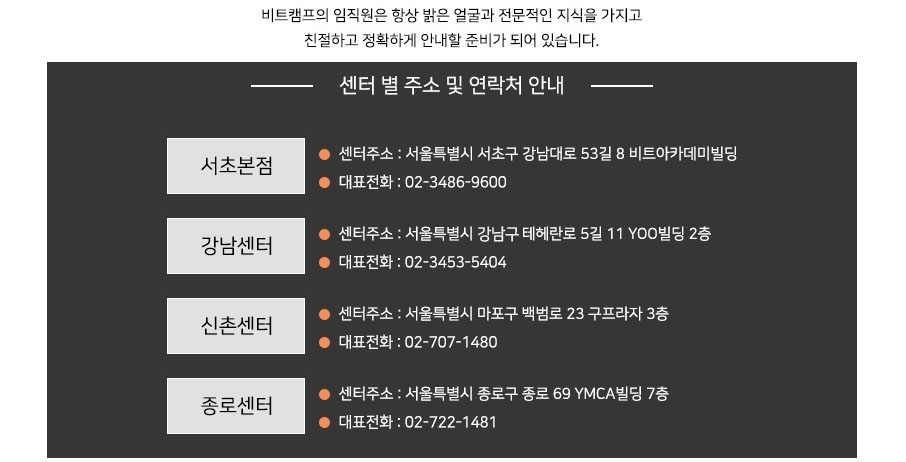 비트캠프의 임직원은 항상 밝은 얼굴과 전문적인 지식을 가지고
친절하고 정확하게 안내할 준비가 되어 있습니다.
센터 별 주소 및 연락처 안내
서초본점
센터주소 : 서울특별시 서초구 강남대로 53길 8 비트아카데미빌딩
대표전화 : 02-3486-9600
강남센터
센터주소 : 서울특별시 강남구 테헤란로 5길 11 YOO빌딩 2층
대표전화 : 02-3453-5404
신촌센터
센터주소 : 서울특별시 마포구 백범로 23 구프라자 3층
대표전화 : 02-707-1480
종로센터
센터주소 : 서울특별시 종로구 종로 69 YMCA빌딩 7층
대표전화 : 02-722-1481